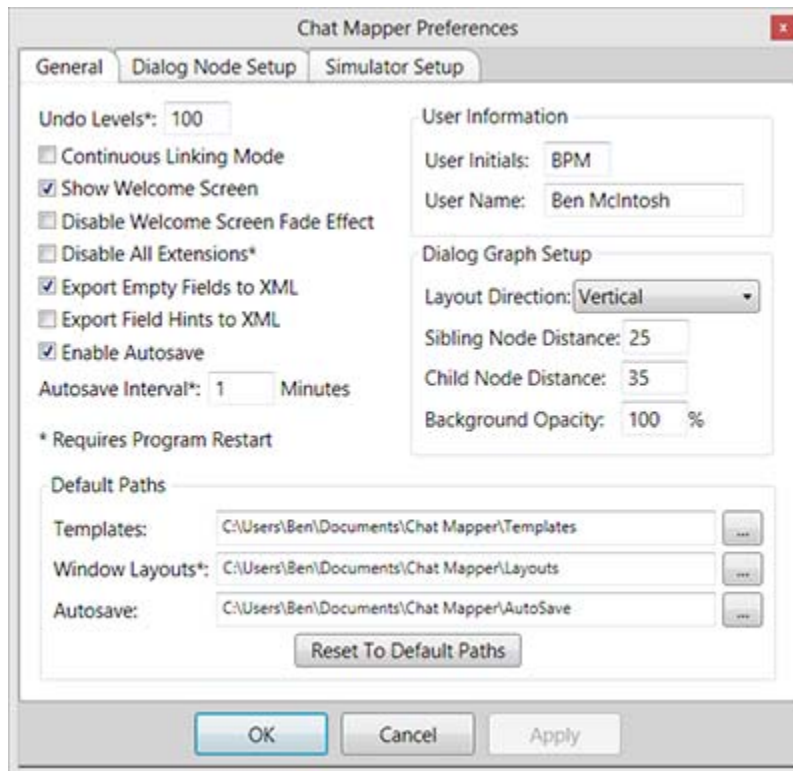 Chat Mapper Preferences
x
General Dialog Node Setup Simulator Setup
Undo Levels*: 100
Continuous Linking Mode
Show Welcome Screen
Disable Welcome Screen Fade Effect
Disable All Extensions*
Export Empty Fields to XML
Export Field Hints to XML
Enable Autosave
Autosave Interval*: 1 Minutes
* Requires Program Restart
User Information
User Initials: BPM
User Name: Ben McIntosh
Dialog Graph Setup
Layout Direction: Vertical
Sibling Node Distance: 25
Child Node Distance: 35
Background Opacity: 100 %
Default Paths
Templates: C:\Users\Ben\Documents\Chat Mapper\Templates ...
Window Layouts*: C:\Users\Ben\Documents\Chat Mapper\Layouts ...
Autosave: C:\Users\Ben\Documents\Chat Mapper\AutoSave ...
Reset To Default Paths
OK Cancel Apply